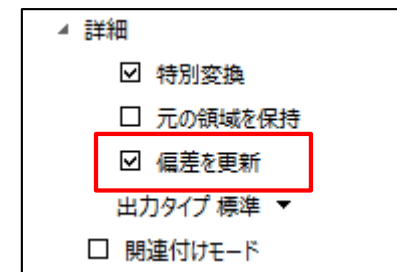 詳細
特別変換
元の領域を保持
偏差を更新
出力タイプ 標準
関連付けモード